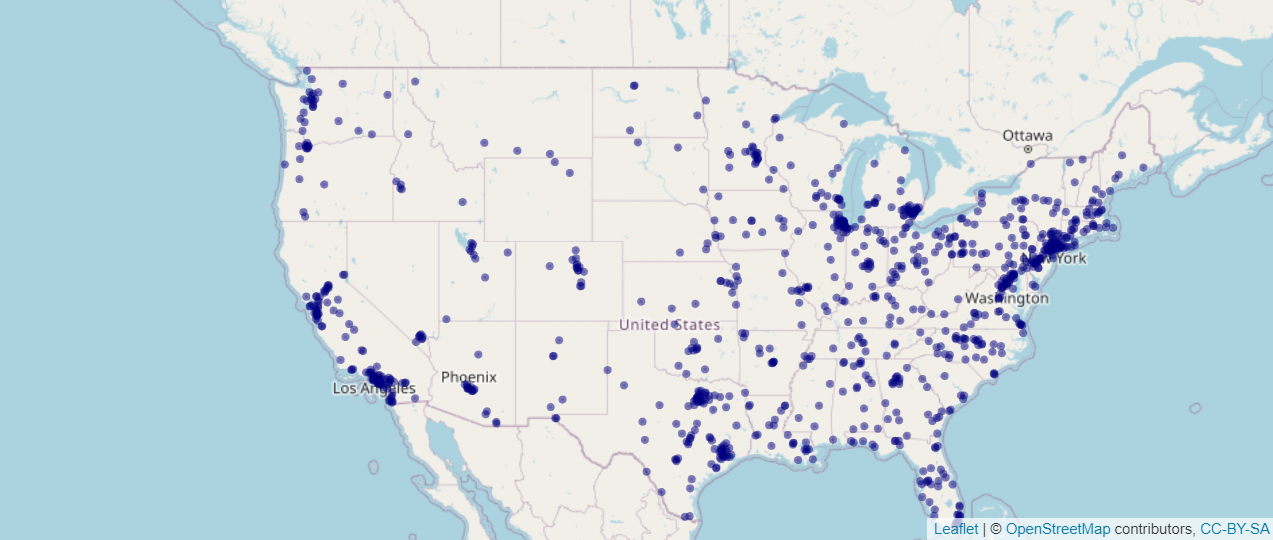 Ottawa
New York
Washington
United States
Phoenix
Los Angeles
Leaflet | © OpenStreetMap contributors, CC-BY-SA